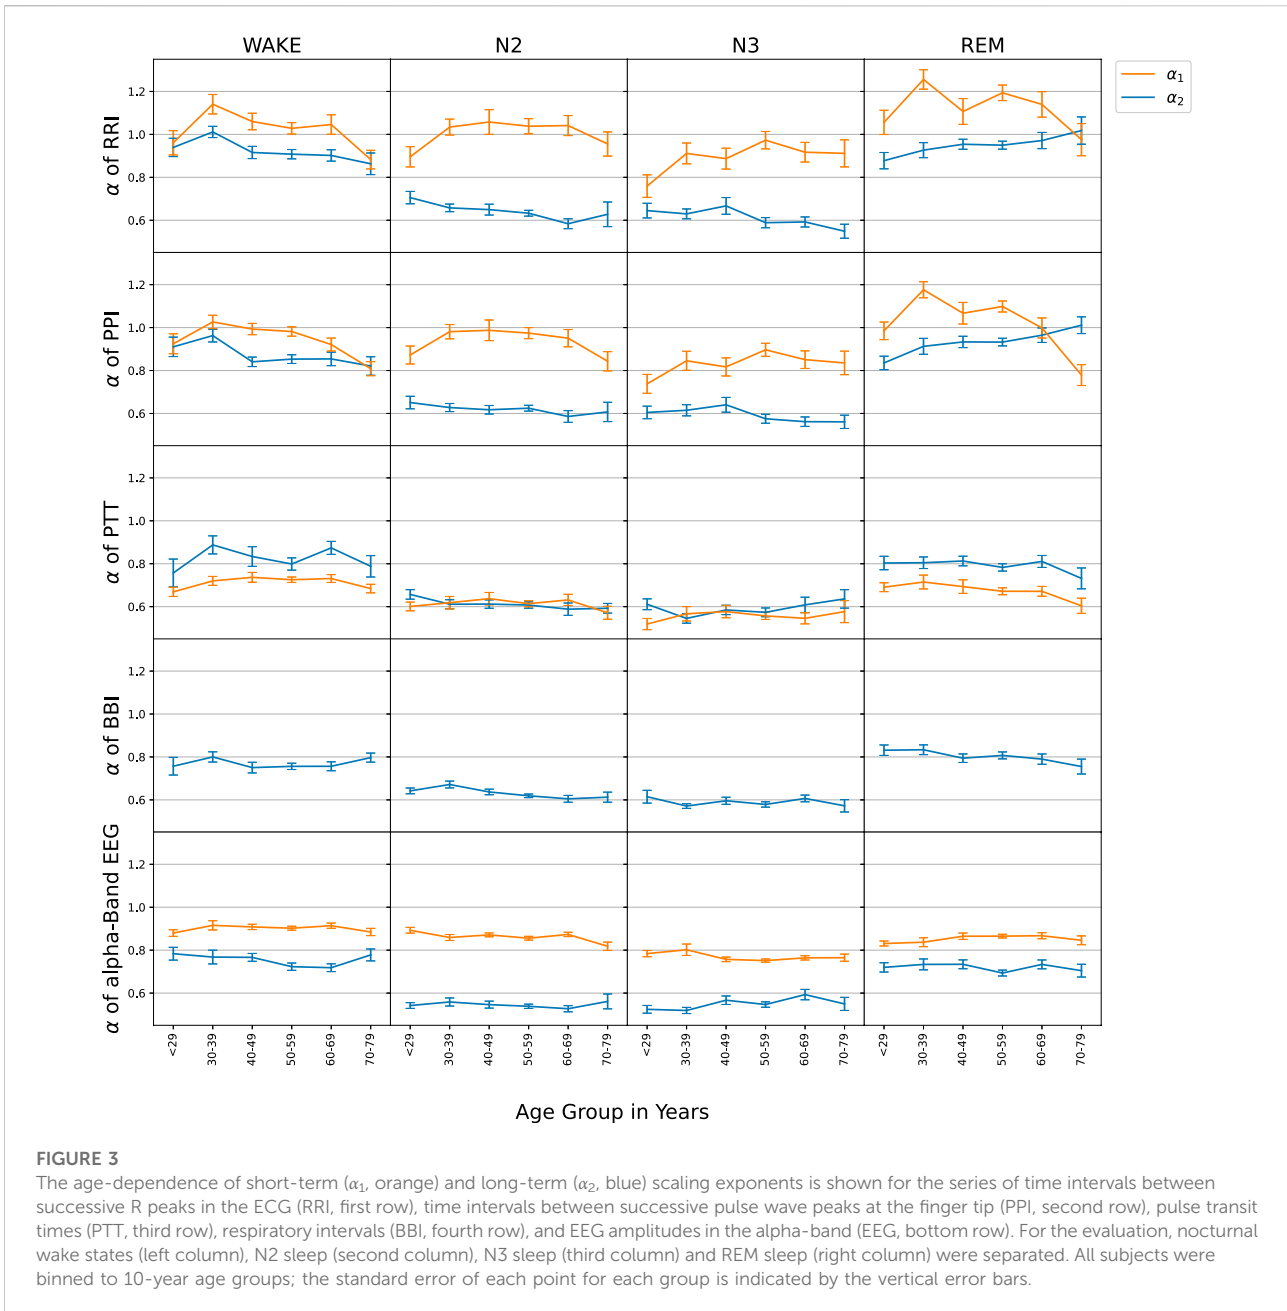 WAKE N2 N3 REM
α₁
α₂
α of RRI
1.2
1.0
0.8
0.6
α of PPI
1.2
1.0
0.8
0.6
α of PTT
1.2
1.0
0.8
0.6
α of BBI
1.2
1.0
0.8
0.6
α of alpha-Band EEG
1.2
1.0
0.8
0.6
<29 30-39 40-49 50-59 60-69 70-79 <29 30-39 40-49 50-59 60-69 70-79 <29 30-39 40-49 50-59 60-69 70-79 <29 30-39 40-49 50-59 60-69 70-79
Age Group in Years
FIGURE 3
The age-dependence of short-term (α₁, orange) and long-term (α₂, blue) scaling exponents is shown for the series of time intervals between
successive R peaks in the ECG (RRI, first row), time intervals between successive pulse wave peaks at the finger tip (PPI, second row), pulse transit
times (PTT, third row), respiratory intervals (BBI, fourth row), and EEG amplitudes in the alpha-band (EEG, bottom row). For the evaluation, nocturnal
wake states (left column), N2 sleep (second column), N3 sleep (third column) and REM sleep (right column) were separated. All subjects were
binned to 10-year age groups; the standard error of each point for each group is indicated by the vertical error bars.